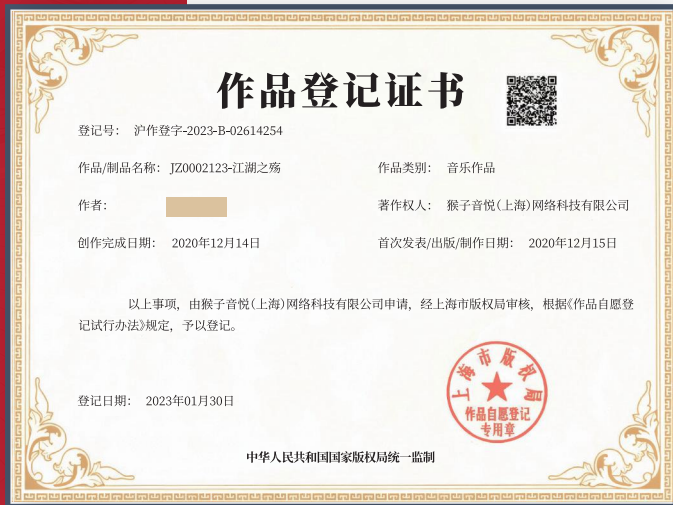 作品登记证书
登记号： 沪作登字-2023-B-02614254
作品/制品名称： JZ0002123-江湖之殇 作品类别： 音乐作品
作者： 著作权人： 猴子音悦（上海）网络科技有限公司
创作完成日期： 2020年12月14日 首次发表/出版/制作日期： 2020年12月15日
以上事项，由猴子音悦（上海）网络科技有限公司申请，经上海市版权局审核，根据《作品自愿登
记试行办法》规定，予以登记。
登记日期： 2023年01月30日
上海市版权局
作品自愿登记
专用章
中华人民共和国国家版权局统一监制